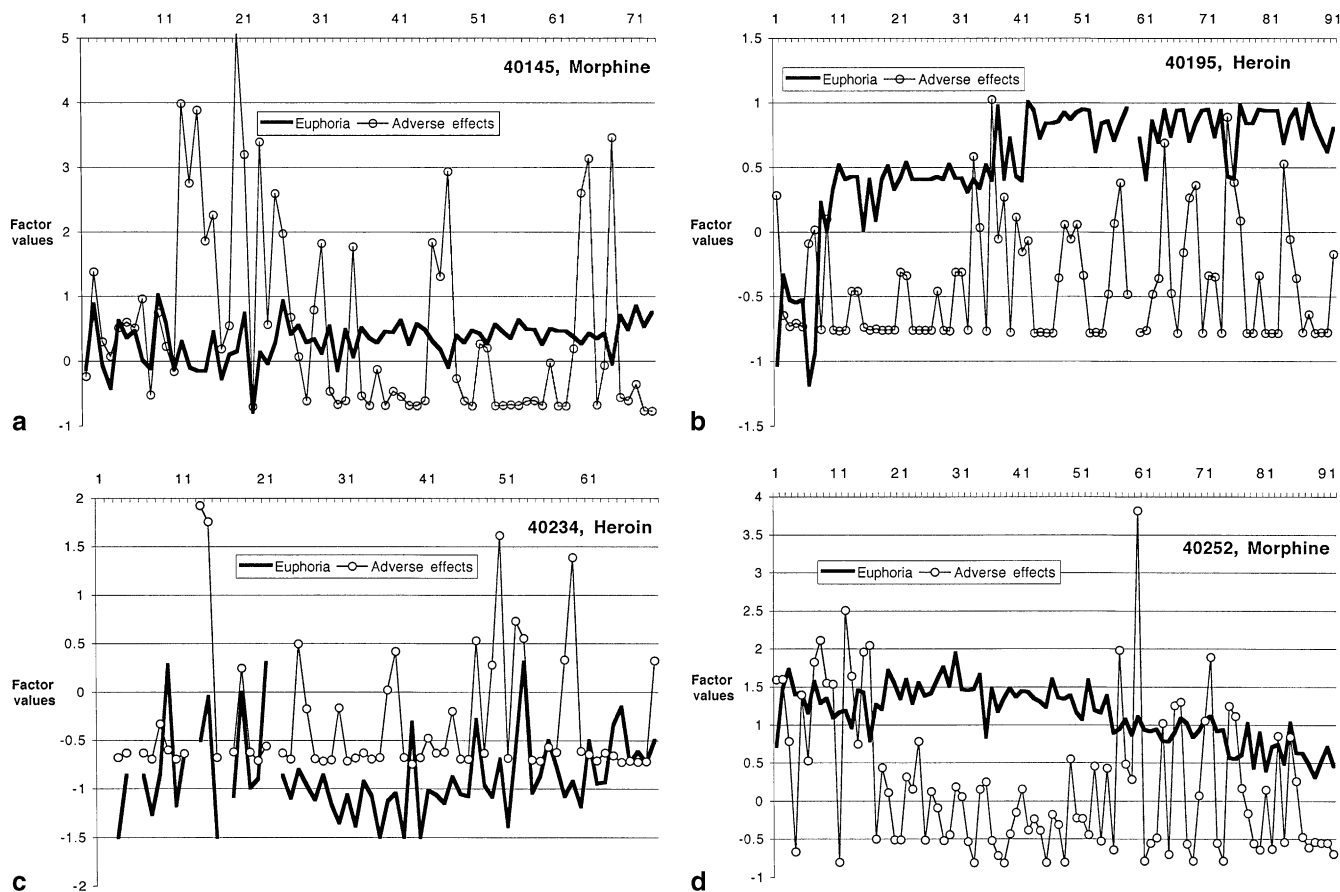 1 11 21 31 41 51 61 71
5
4
3
2
1
0
-1
40145, Morphine
Euphoria Adverse effects
Factor
values
a
1 11 21 31 41 51 61 71 81 91
1.5
1
0.5
0
-0.5
-1
-1.5
40195, Heroin
Euphoria Adverse effects
b
1 11 21 31 41 51 61
2
1.5
1
0.5
0
-0.5
-1
-1.5
-2
40234, Heroin
Euphoria Adverse effects
Factor
values
c
1 11 21 31 41 51 61 71 81 91
4
3.5
3
2.5
2
1.5
1
0.5
0
-0.5
-1
40252, Morphine
Euphoria Adverse effects
Factor
values
d